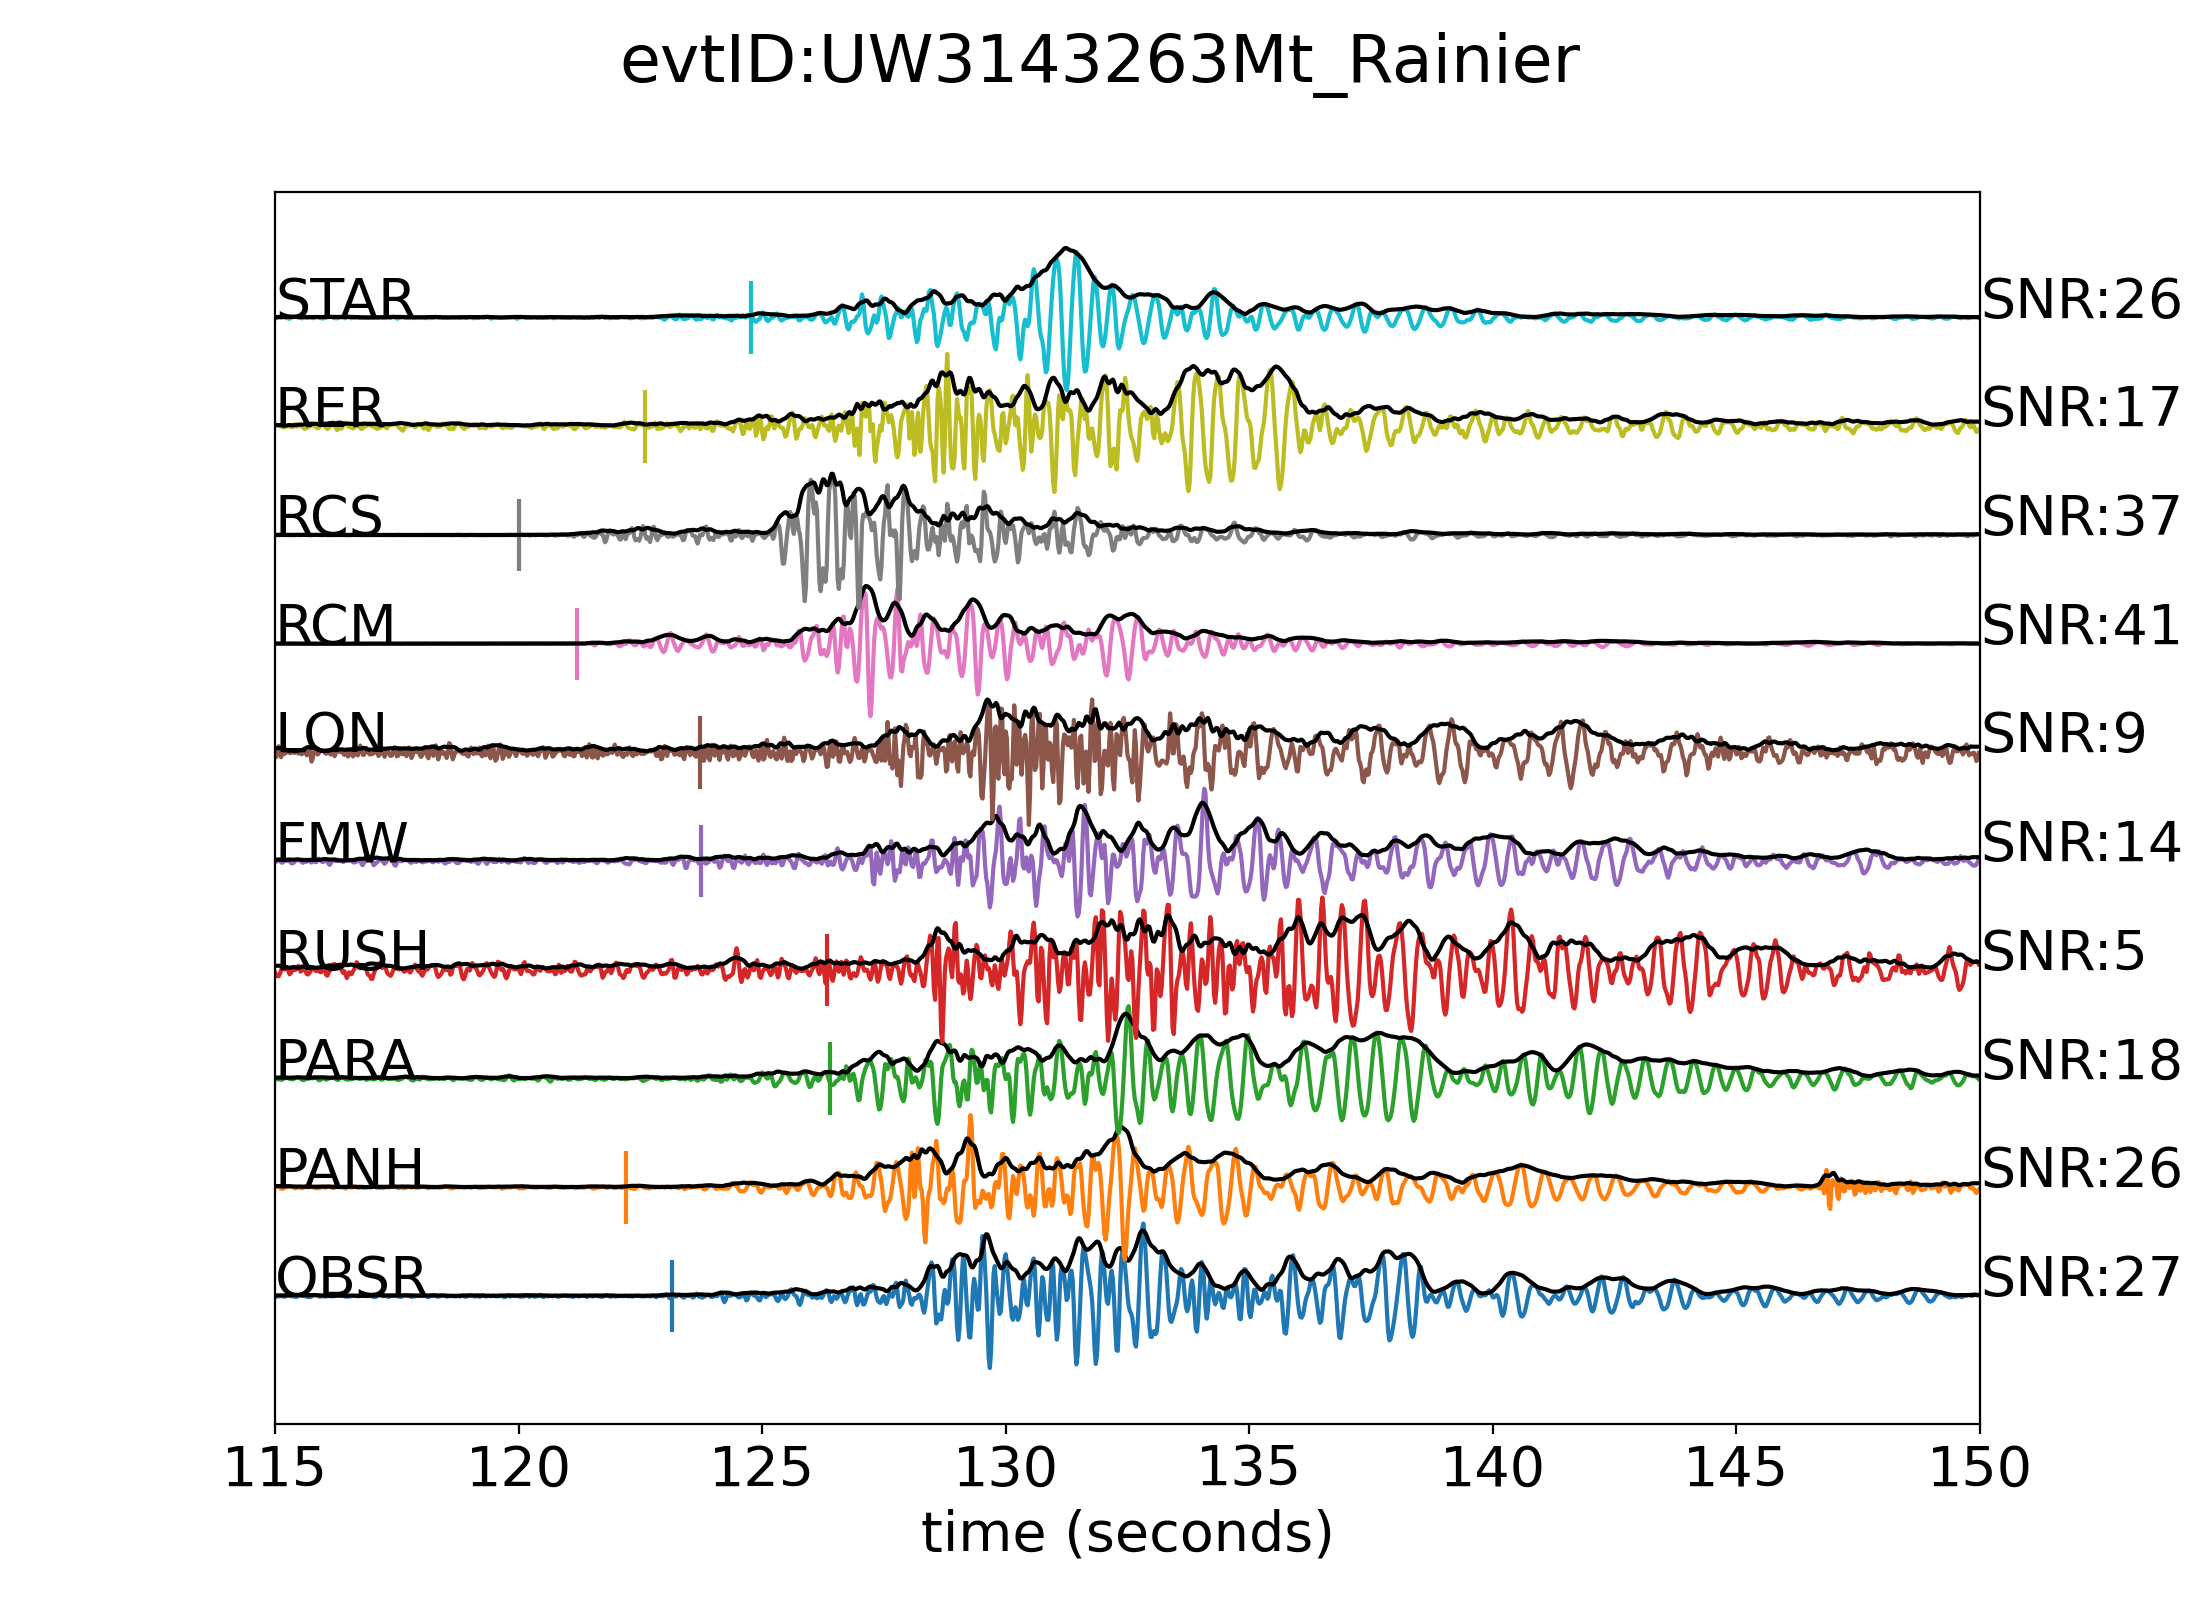 evtID:UW3143263Mt_Rainier
STAR SNR:26
RER SNR:17
RCS SNR:37
RCM SNR:41
LON SNR:9
FMW SNR:14
RUSH SNR:5
PARA SNR:18
PANH SNR:26
OBSR SNR:27
115 120 125 130 135 140 145 150
time (seconds)